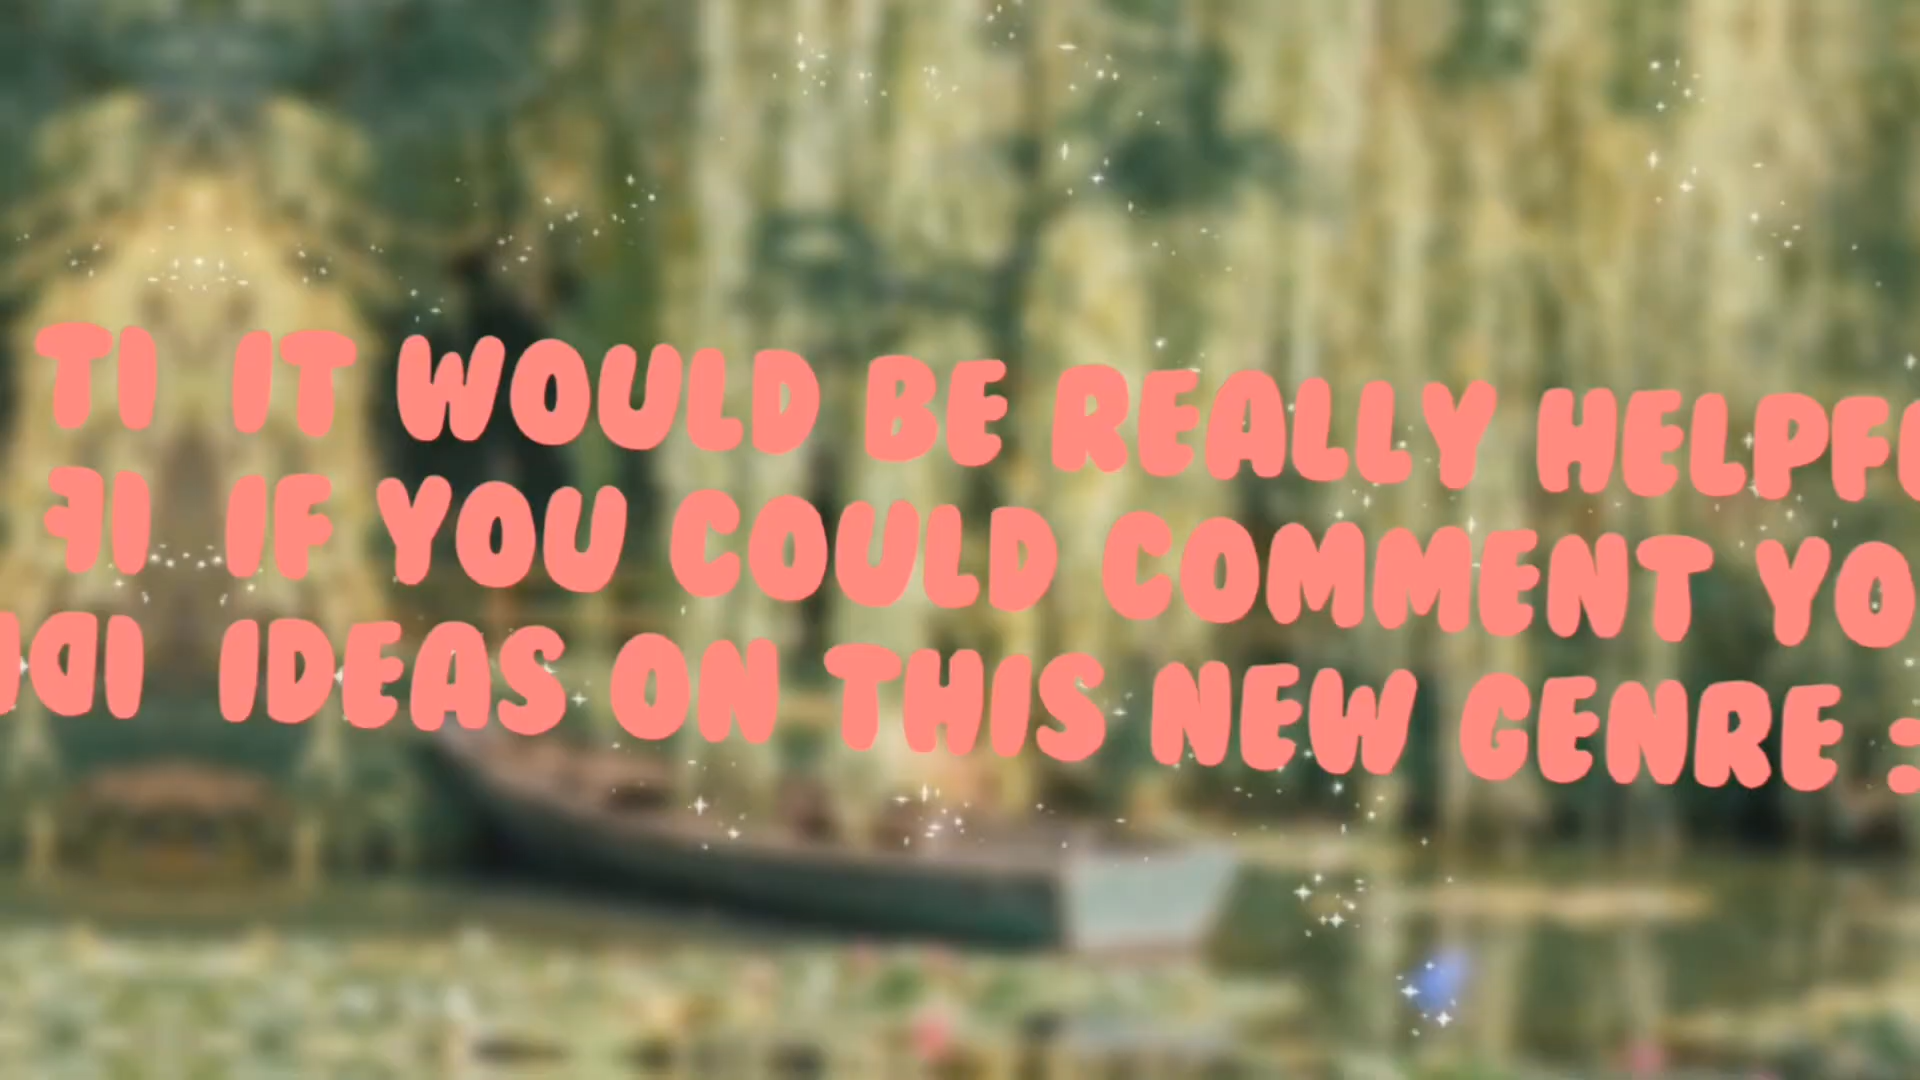 IT WOULD BE REALLY
IF YOU COULD COMMENT
IDEAS ON THIS NEW GENRE :